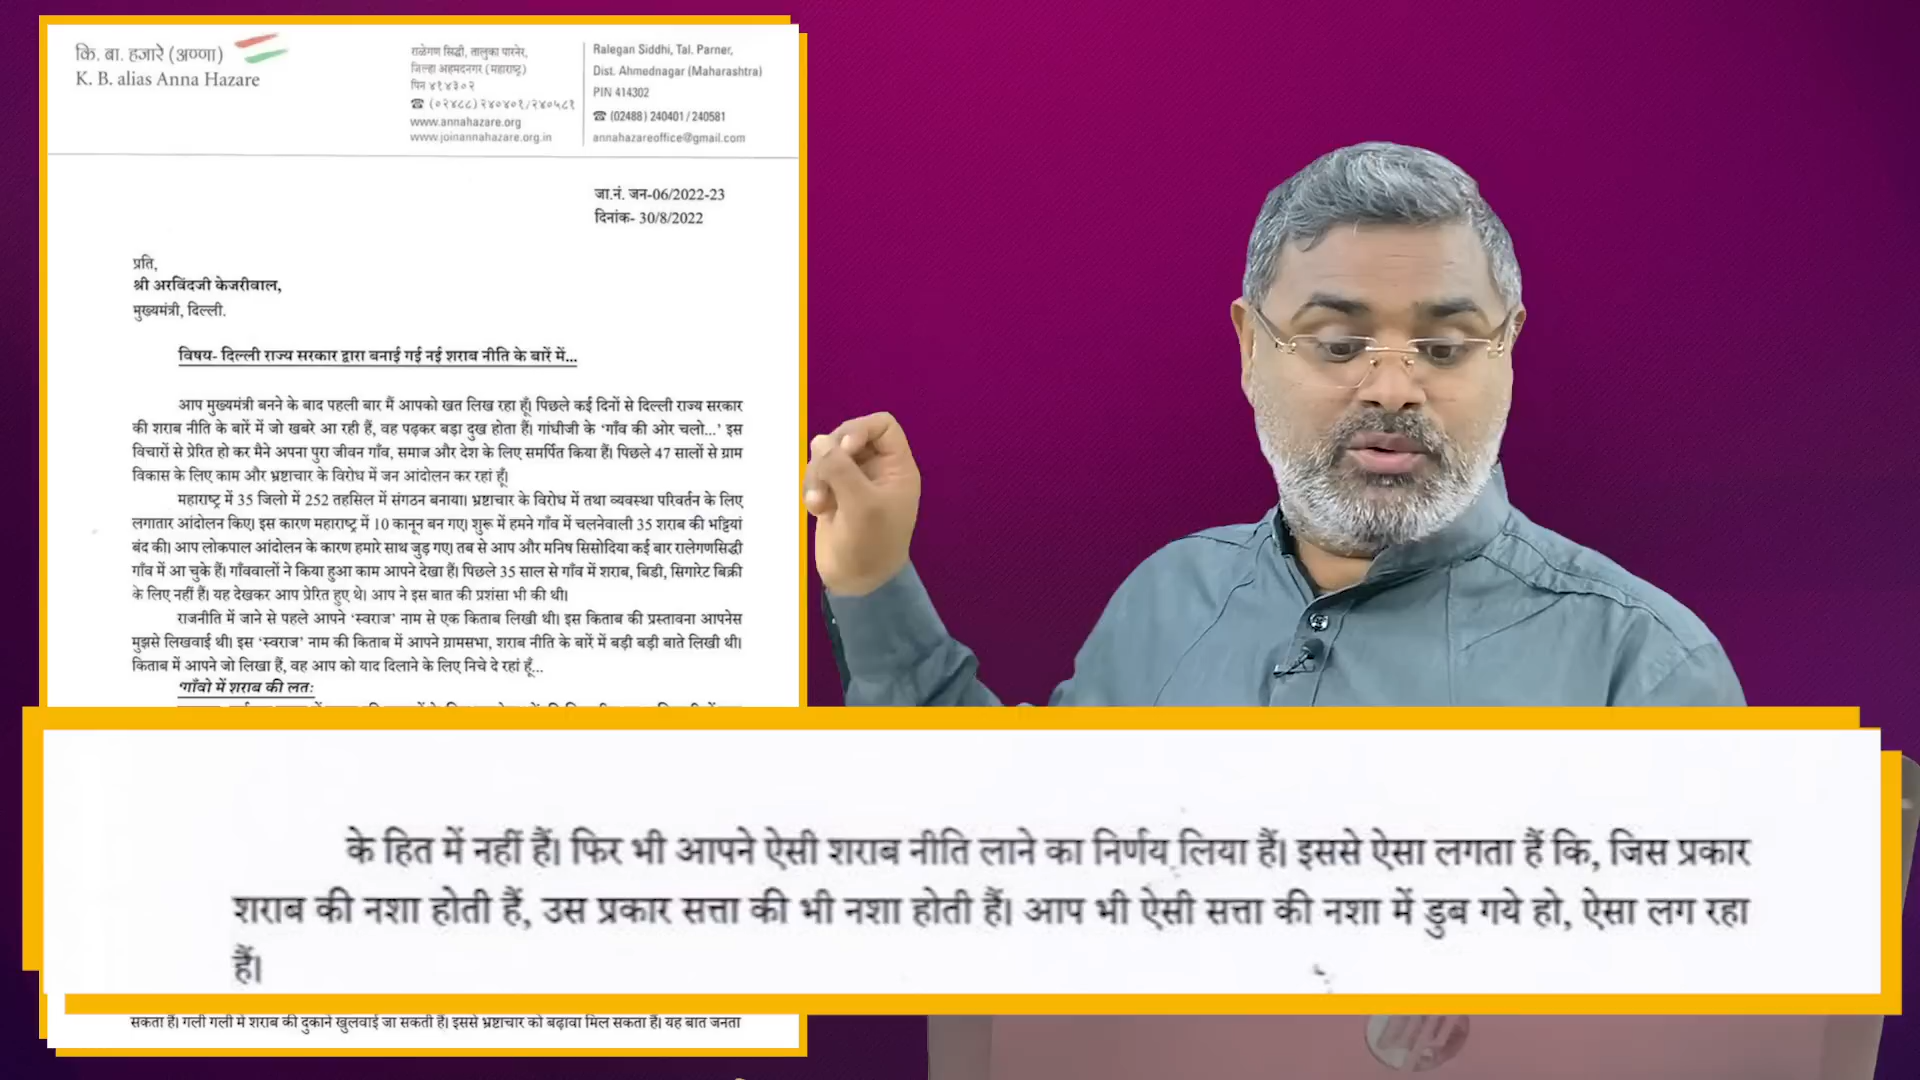 कि. बा. हजारे (अण्णा)
K. B. alias Anna Hazare
राळेगण सिद्धी, तालुका पारनेर,
जिल्हा अहमदनगर (महाराष्ट्र)
पिन ४१४३०२
☎ (०२४८८) २४०४०१/२४०५८१
www.annahazare.org
www.joinannahazare.org.in
Ralegan Siddhi, Tal. Parner,
Dist. Ahmednagar (Maharashtra)
PIN 414302
☎ (02488) 240401 / 240581
annahazareoffice@gmail.com
जा.नं. जन-06/2022-23
दिनांक- 30/8/2022
प्रति,
श्री अरविंदजी केजरीवाल,
मुख्यमंत्री, दिल्ली.
विषय- दिल्ली राज्य सरकार द्वारा बनाई गई नई शराब नीति के बारें में...
आप मुख्यमंत्री बनने के बाद पहली बार मैं आपको खत लिख रहा हूँ। पिछले कई दिनों से दिल्ली राज्य सरकार
की शराब नीति के बारें में जो खबरे आ रही हैं, वह पढ़कर बड़ा दुख होता हैं। गांधीजी के 'गाँव की ओर चलो...' इस
विचारों से प्रेरित हो कर मैने अपना पुरा जीवन गाँव, समाज और देश के लिए समर्पित किया हैं। पिछले 47 सालों से ग्राम
विकास के लिए काम और भ्रष्टाचार के विरोध में जन आंदोलन कर रहां हूँ।
महाराष्ट्र में 35 जिलो में 252 तहसिल में संगठन बनाया। भ्रष्टाचार के विरोध में तथा व्यवस्था परिवर्तन के लिए
लगातार आंदोलन किए। इस कारण महाराष्ट्र में 10 कानून बन गए। शुरू में हमने गाँव में चलनेवाली 35 शराब की भट्टियां
बंद की। आप लोकपाल आंदोलन के कारण हमारे साथ जुड़ गए। तब से आप और मनिष सिसोदिया कई बार रालेगणसिद्धी
गाँव में आ चुके हैं। गाँववालों ने किया हुआ काम आपने देखा हैं। पिछले 35 साल से गाँव में शराब, बिडी, सिगारेट बिक्री
के लिए नहीं हैं। यह देखकर आप प्रेरित हुए थे। आप ने इस बात की प्रशंसा भी की थी।
राजनीति में जाने से पहले आपने 'स्वराज' नाम से एक किताब लिखी थी। इस किताब की प्रस्तावना आपनेस
मुझसे लिखवाई थी। इस 'स्वराज' नाम की किताब में आपने ग्रामसभा, शराब नीति के बारें में बड़ी बड़ी बाते लिखी थी।
किताब में आपने जो लिखा हैं, वह आप को याद दिलाने के लिए निचे दे रहां हूँ...
'गाँवो में शराब की लतः
के हित में नहीं हैं। फिर भी आपने ऐसी शराब नीति लाने का निर्णय लिया हैं। इससे ऐसा लगता हैं कि, जिस प्रकार
शराब की नशा होती हैं, उस प्रकार सत्ता की भी नशा होती हैं। आप भी ऐसी सत्ता की नशा में डुब गये हो, ऐसा लग रहा
हैं।
सकता हैं। गली गली में शराब की दुकाने खुलवाई जा सकती हैं। इससे भ्रष्टाचार को बढ़ावा मिल सकता हैं। यह बात जनता
hp